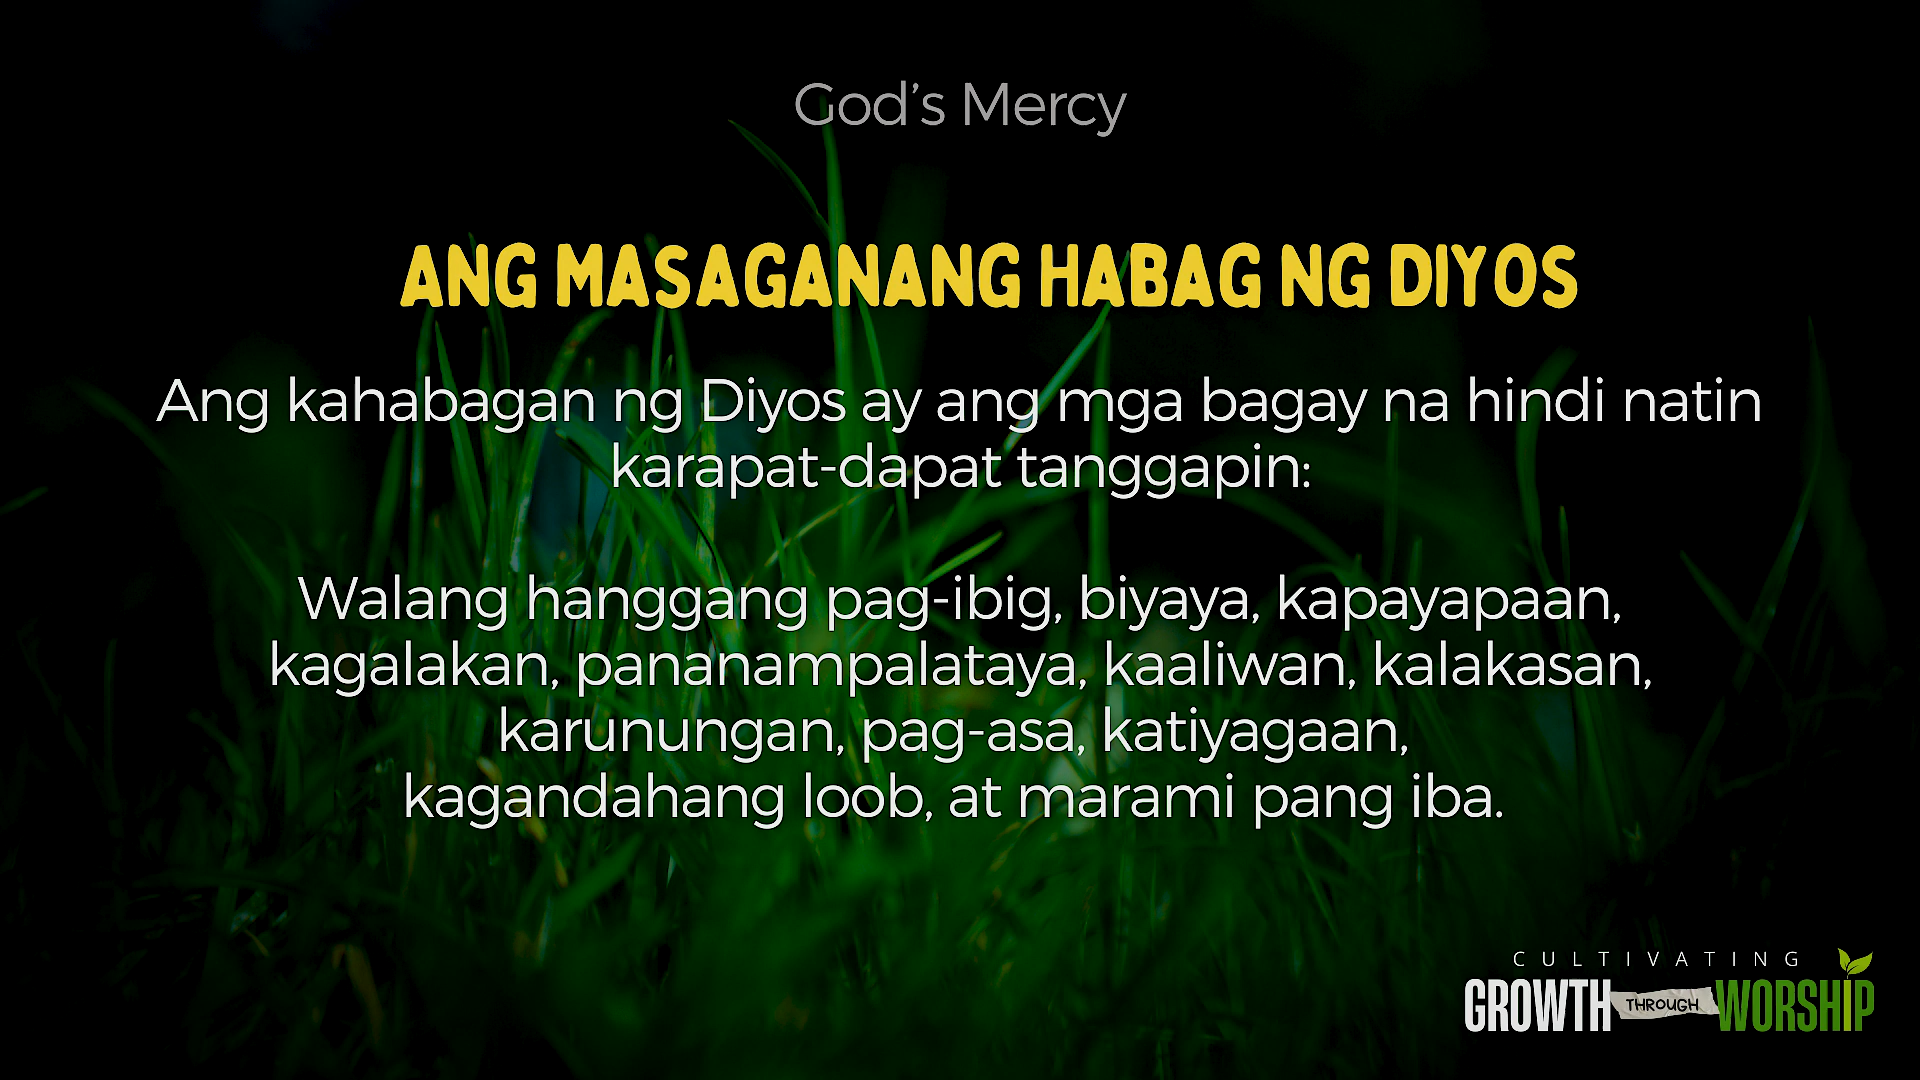 God's Mercy
ANG MASAGANANG HABAG NG DIYOS
Ang kahabagan ng Diyos ay ang mga bagay na hindi natin
karapat-dapat tanggapin:
Walang hanggang pag-ibig, biyaya, kapayapaan,
kagalakan, pananampalataya, kaaliwan, kalakasan,
karunungan, pag-asa, katiyagaan,
kagandahang loob, at marami pang iba.
CULTIVATING
GROWTH THROUGH WORSHIP